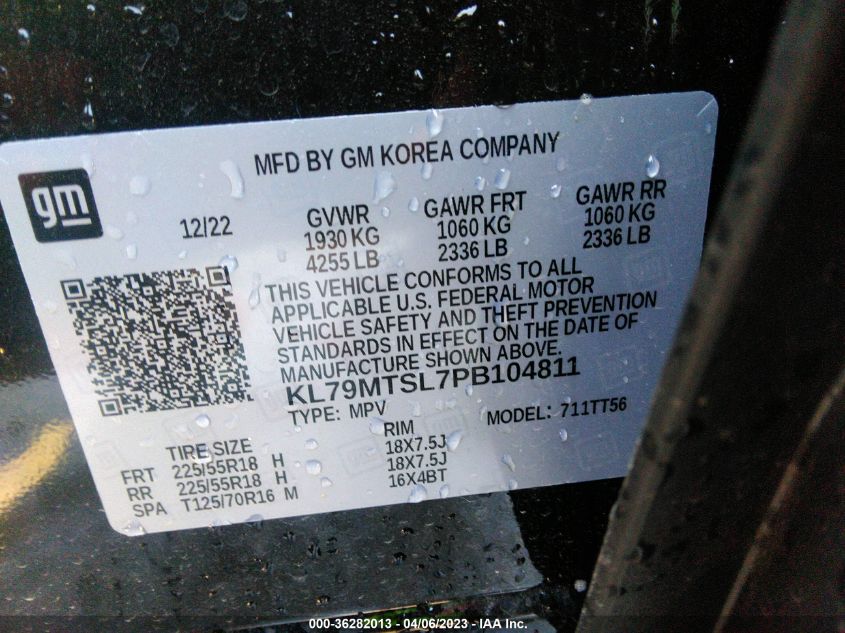 MFD BY GM KOREA COMPANY
gm
12/22
GVWR
1930 KG
4255 LB
GAWR FRT
1060 KG
2336 LB
GAWR RR
1060 KG
2336 LB
THIS VEHICLE CONFORMS TO ALL
APPLICABLE U.S. FEDERAL MOTOR
VEHICLE SAFETY AND THEFT PREVENTION
STANDARDS IN EFFECT ON THE DATE OF
MANUFACTURE SHOWN ABOVE.
KL79MTSL7PB104811
TYPE: MPV MODEL: 711TT56
TIRE SIZE RIM
FRT 225/55R18 H 18X7.5J
RR 225/55R18 H 18X7.5J
SPA T125/70R16 M 16X4BT
000-36282013 - 04/06/2023 - IAA Inc.